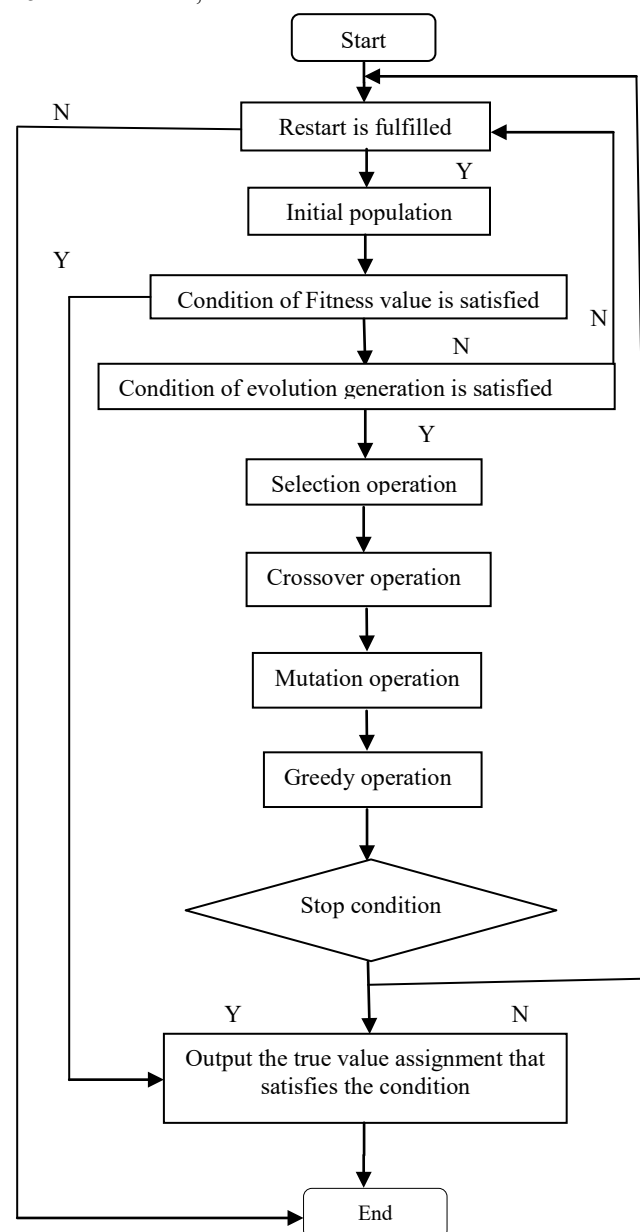 Start
N
Restart is fulfilled
Y
Initial population
Y
Condition of Fitness value is satisfied
N
N
Condition of evolution generation is satisfied
Y
Selection operation
Crossover operation
Mutation operation
Greedy operation
Stop condition
Y
N
Output the true value assignment that
satisfies the condition
End